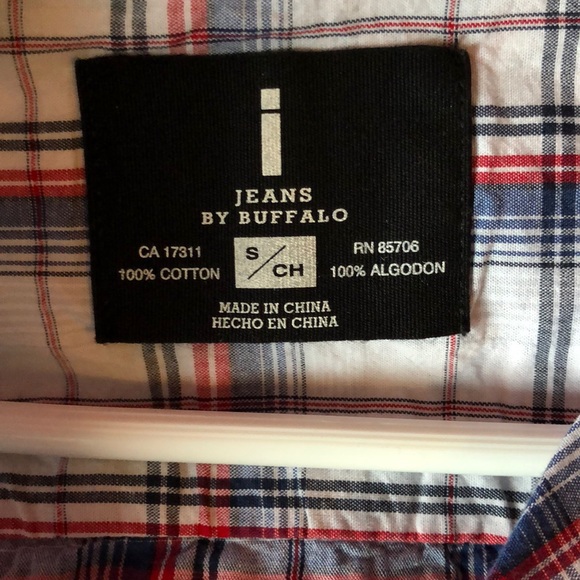 i
JEANS
BY BUFFALO
CA 17311
100% COTTON
S/CH
RN 85706
100% ALGODON
MADE IN CHINA
HECHO EN CHINA